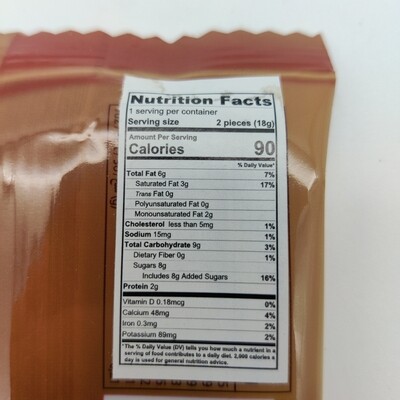 Nutrition Facts
1 serving per container
Serving size 2 pieces (18g)
Amount Per Serving
Calories 90
% Daily Value*
Total Fat 6g 7%
Saturated Fat 3g 17%
Trans Fat 0g
Polyunsaturated Fat 0g
Monounsaturated Fat 2g
Cholesterol less than 5mg 1%
Sodium 15mg 1%
Total Carbohydrate 9g 3%
Dietary Fiber 0g 1%
Sugars 8g
Includes 8g Added Sugars 16%
Protein 2g
Vitamin D 0.18mcg 0%
Calcium 48mg 4%
Iron 0.3mg 2%
Potassium 89mg 2%
*The % Daily Value (DV) tells you how much a nutrient in a
serving of food contributes to a daily diet. 2,000 calories a
day is used for general nutrition advice.